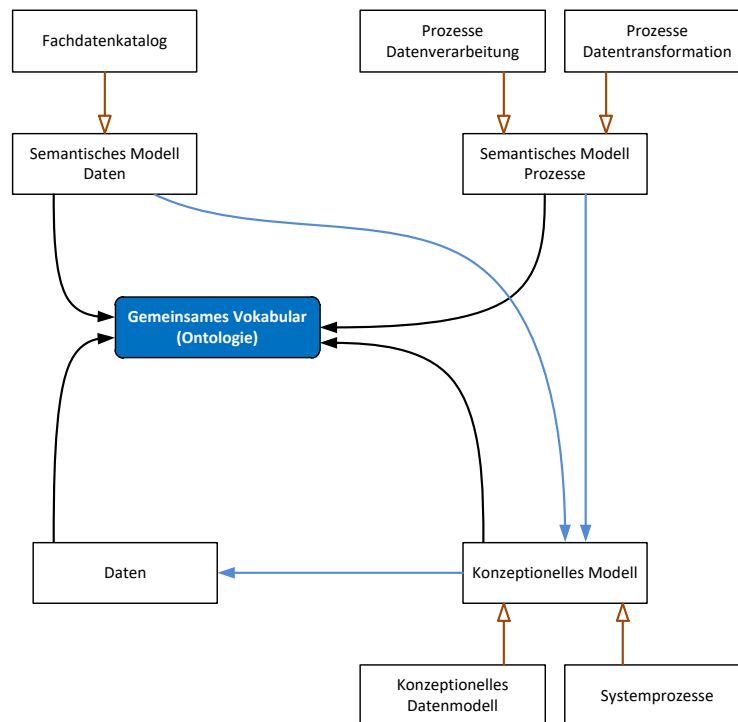 Fachdatenkatalog
Prozesse
Datenverarbeitung
Prozesse
Datentransformation
Semantisches Modell
Daten
Semantisches Modell
Prozesse
Gemeinsames Vokabular
(Ontologie)
Daten
Konzeptionelles Modell
Konzeptionelles
Datenmodell
Systemprozesse